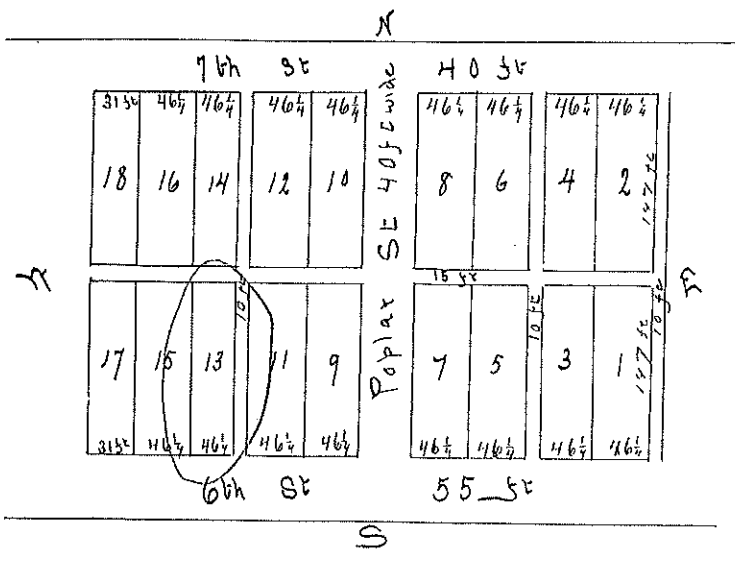 N
7th St 40 ft
31 ft 46¼ 46¼ 46¼ 46¼ 46¼ 46¼ 46¼ 46¼
18 16 14 12 10 8 6 4 2
147 ft
Poplar St 40 ft wide
W
15 ft
E
10 ft
10 ft
10 ft
17 15 13 11 9 7 5 3 1
147 ft
31 ft 46¼ 46¼ 46¼ 46¼ 46¼ 46¼ 46¼ 46¼
6th St 55 ft
S